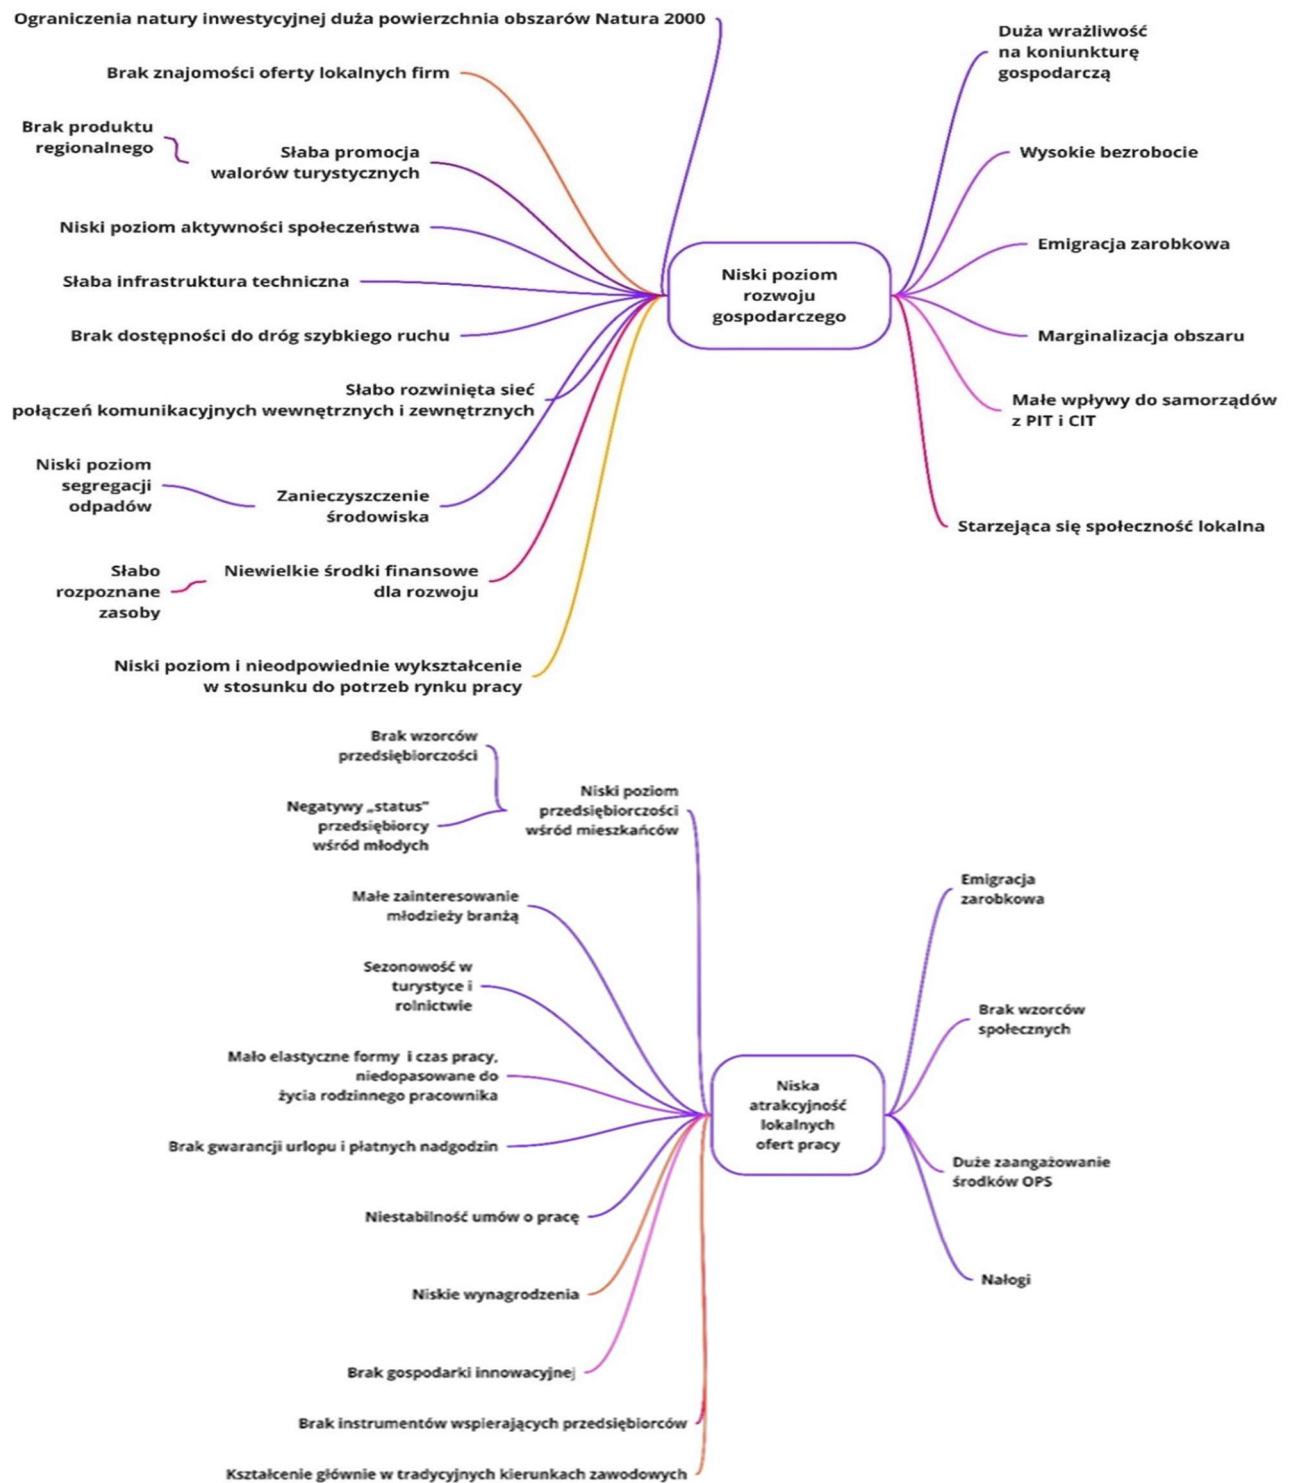 Ograniczenia natury inwestycyjnej duża powierzchnia obszarów Natura 2000
Brak znajomości oferty lokalnych firm
Brak produktu
regionalnego
Słaba promocja
walorów turystycznych
Niski poziom aktywności społeczeństwa
Słaba infrastruktura techniczna
Brak dostępności do dróg szybkiego ruchu
Słabo rozwinięta sieć
połączeń komunikacyjnych wewnętrznych i zewnętrznych
Niski poziom
segregacji
odpadów
Zanieczyszczenie
środowiska
Słabo
rozpoznane
zasoby
Niewielkie środki finansowe
dla rozwoju
Niski poziom i nieodpowiednie wykształcenie
w stosunku do potrzeb rynku pracy
Niski poziom
rozwoju
gospodarczego
Duża wrażliwość
na koniunkturę
gospodarczą
Wysokie bezrobocie
Emigracja zarobkowa
Marginalizacja obszaru
Małe wpływy do samorządów
z PIT i CIT
Starzejąca się społeczność lokalna
Brak wzorców
przedsiębiorczości
Negatywy „status”
przedsiębiorcy
wśród młodych
Niski poziom
przedsiębiorczości
wśród mieszkańców
Małe zainteresowanie
młodzieży branżą
Sezonowość w
turystyce i
rolnictwie
Mało elastyczne formy i czas pracy,
niedopasowane do
życia rodzinnego pracownika
Brak gwarancji urlopu i płatnych nadgodzin
Niestabilność umów o pracę
Niskie wynagrodzenia
Brak gospodarki innowacyjnej
Brak instrumentów wspierających przedsiębiorców
Kształcenie głównie w tradycyjnych kierunkach zawodowych
Niska
atrakcyjność
lokalnych
ofert pracy
Emigracja
zarobkowa
Brak wzorców
społecznych
Duże zaangażowanie
środków OPS
Nałogi